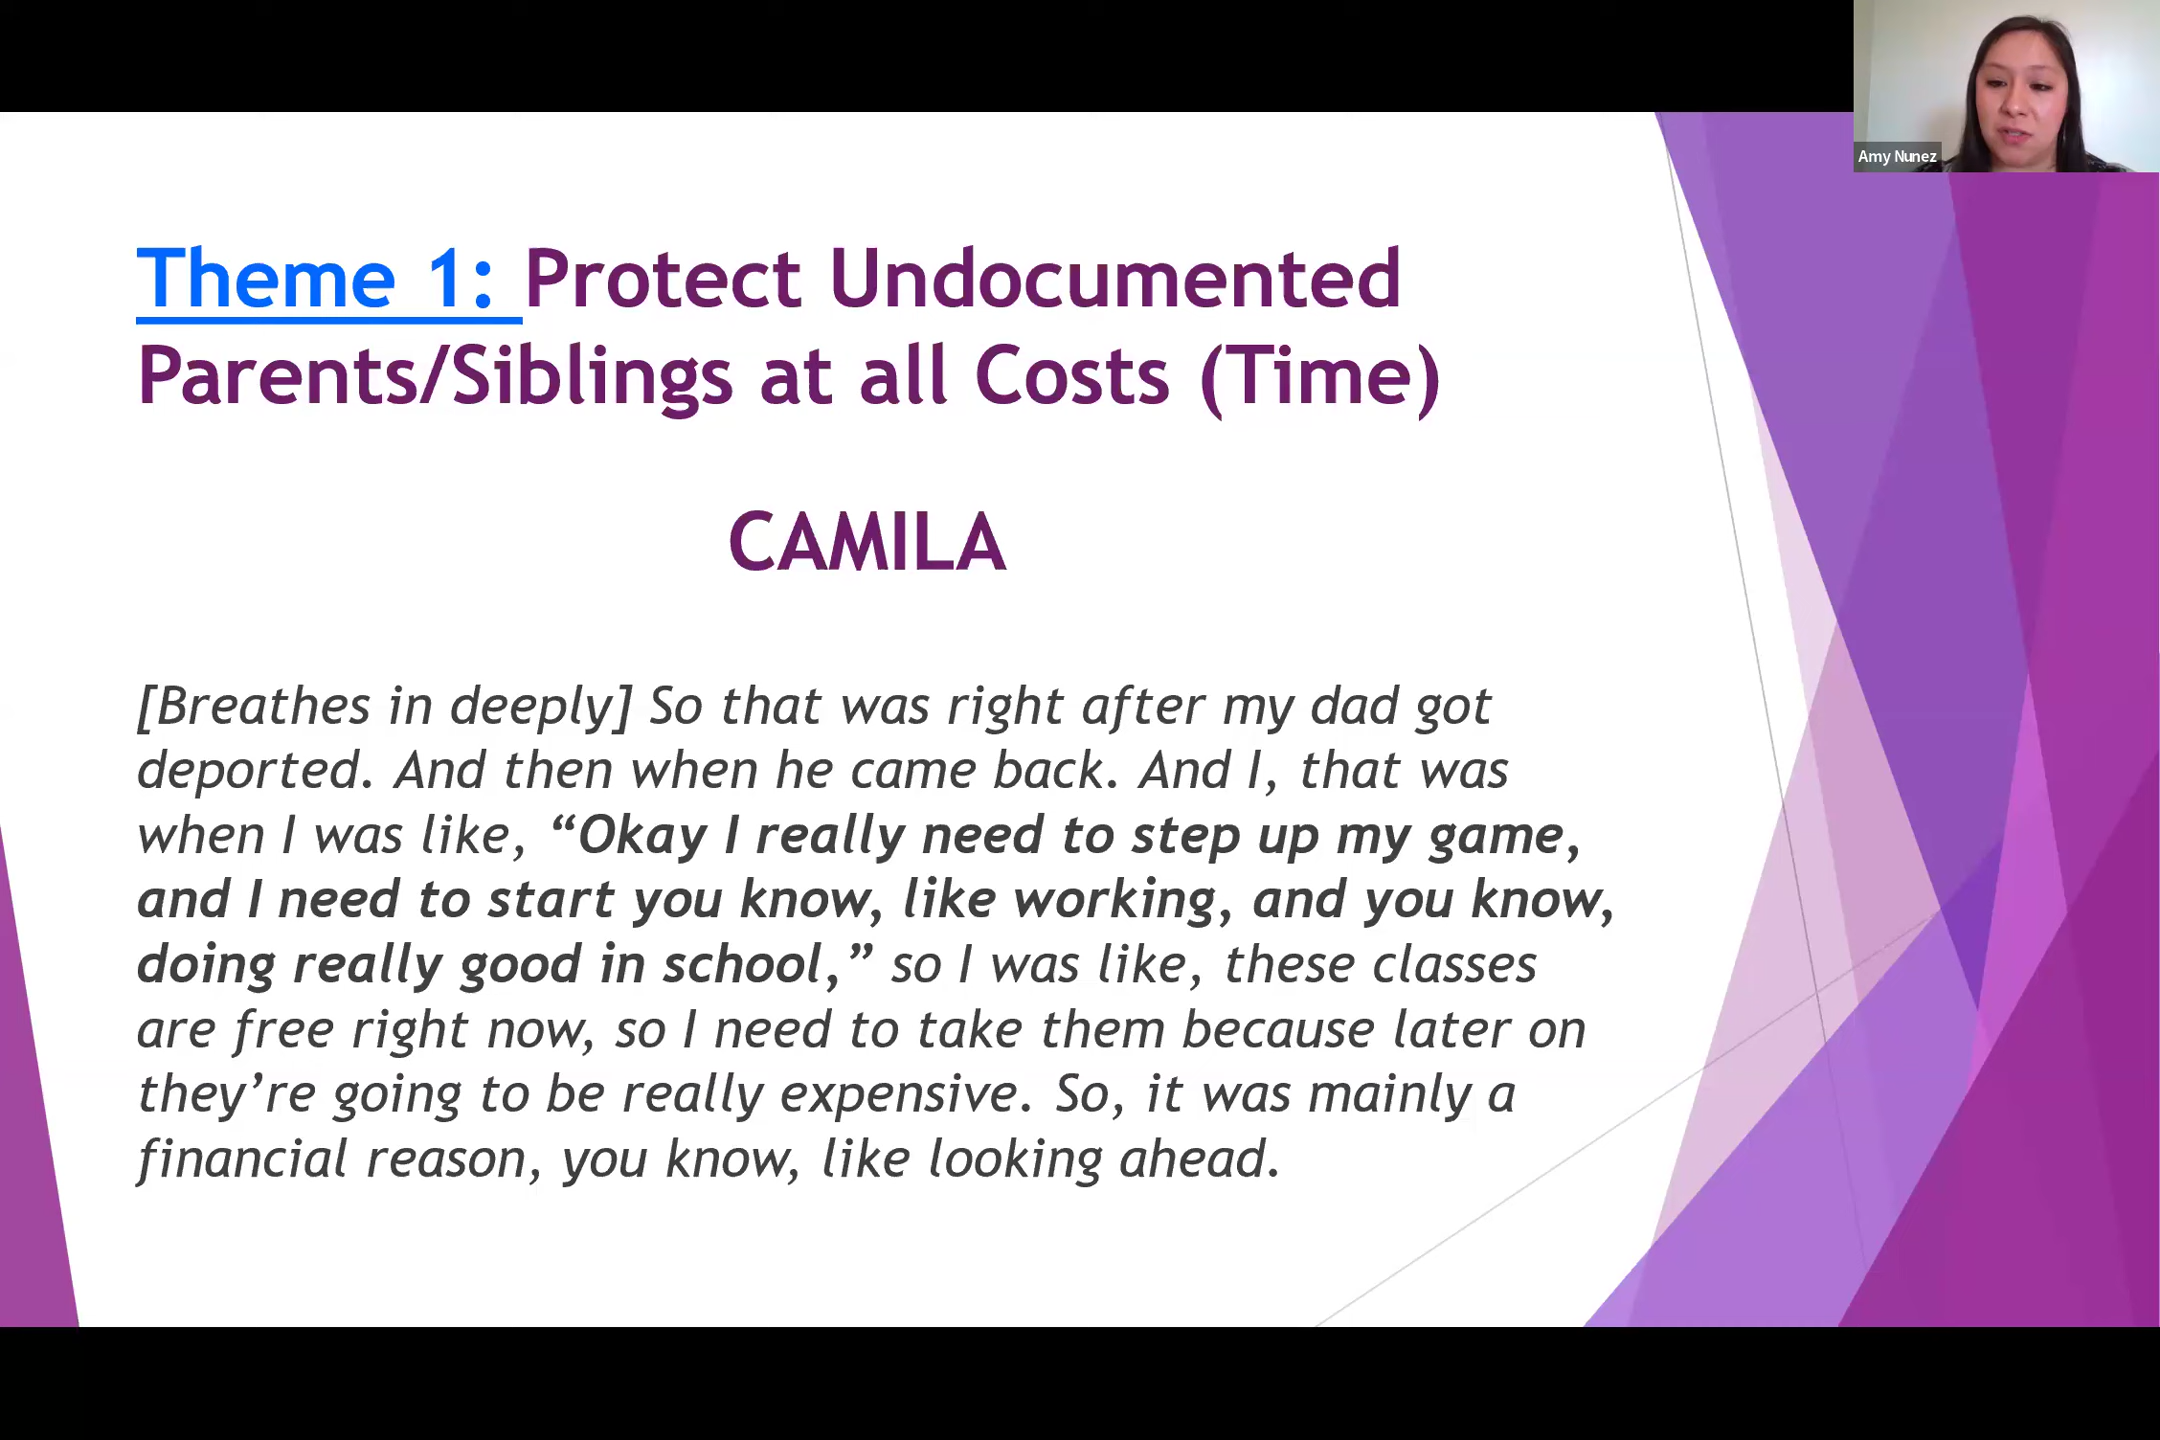 Amy Nunez
Theme 1: Protect Undocumented
Parents/Siblings at all Costs (Time)
CAMILA
[Breathes in deeply] So that was right after my dad got
deported. And then when he came back. And I, that was
when I was like, “Okay I really need to step up my game,
and I need to start you know, like working, and you know,
doing really good in school,” so I was like, these classes
are free right now, so I need to take them because later on
they’re going to be really expensive. So, it was mainly a
financial reason, you know, like looking ahead.